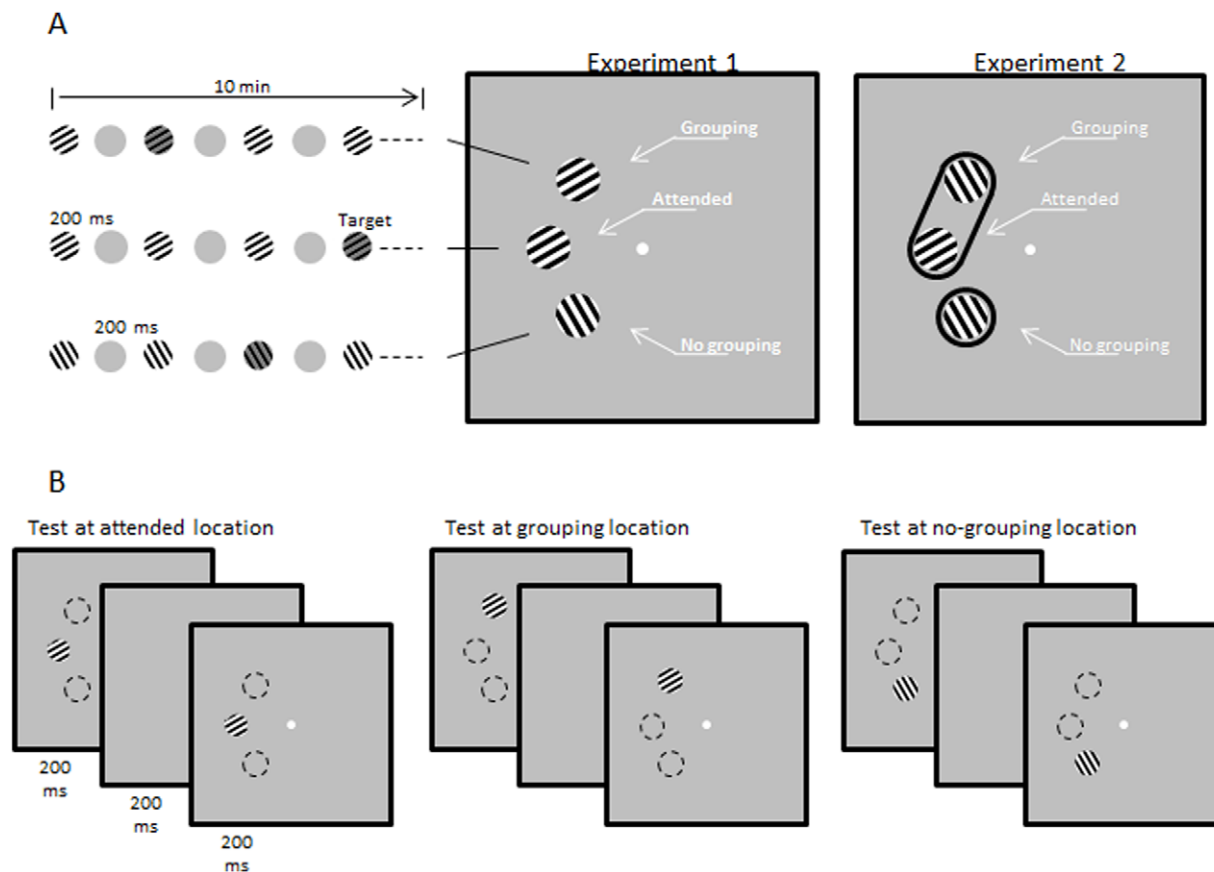 A
10 min
200 ms
Target
200 ms
Experiment 1
Grouping
Attended
No grouping
Experiment 2
Grouping
Attended
No grouping
B
Test at attended location
200
ms
200
ms
200
ms
Test at grouping location
Test at no-grouping location